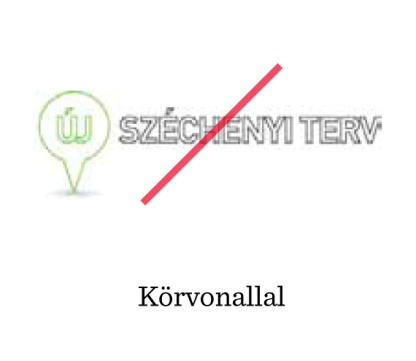 ÚJ SZÉCHENYI TERV
Körvonallal